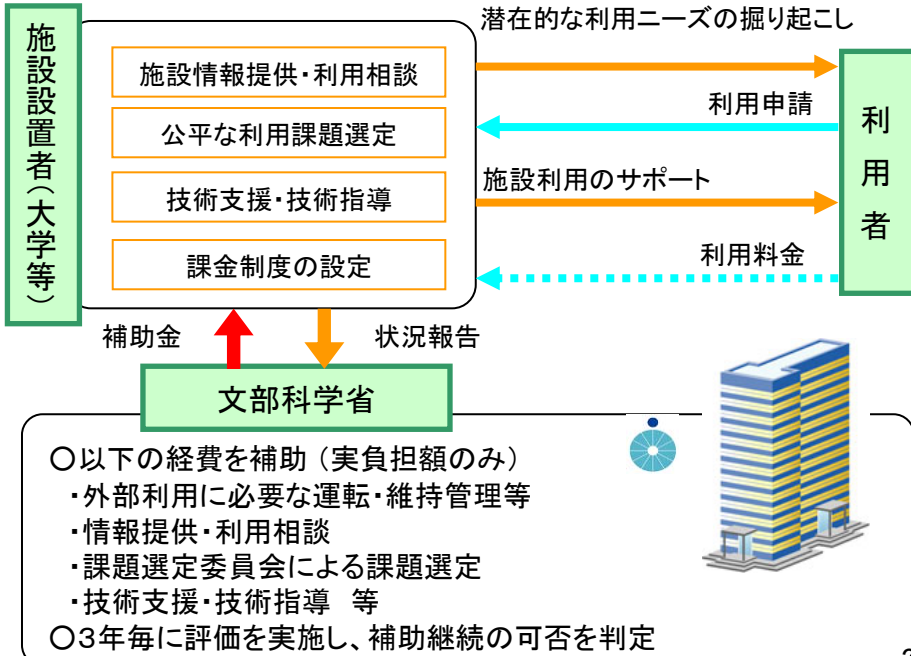 潜在的な利用ニーズの掘り起こし
施設設置者(大学等)
施設情報提供・利用相談
公平な利用課題選定
技術支援・技術指導
課金制度の設定
利用申請
施設利用のサポート
利用料金
利用者
補助金
状況報告
文部科学省
○以下の経費を補助(実負担額のみ)
・外部利用に必要な運転・維持管理等
・情報提供・利用相談
・課題選定委員会による課題選定
・技術支援・技術指導 等
○3年毎に評価を実施し、補助継続の可否を判定